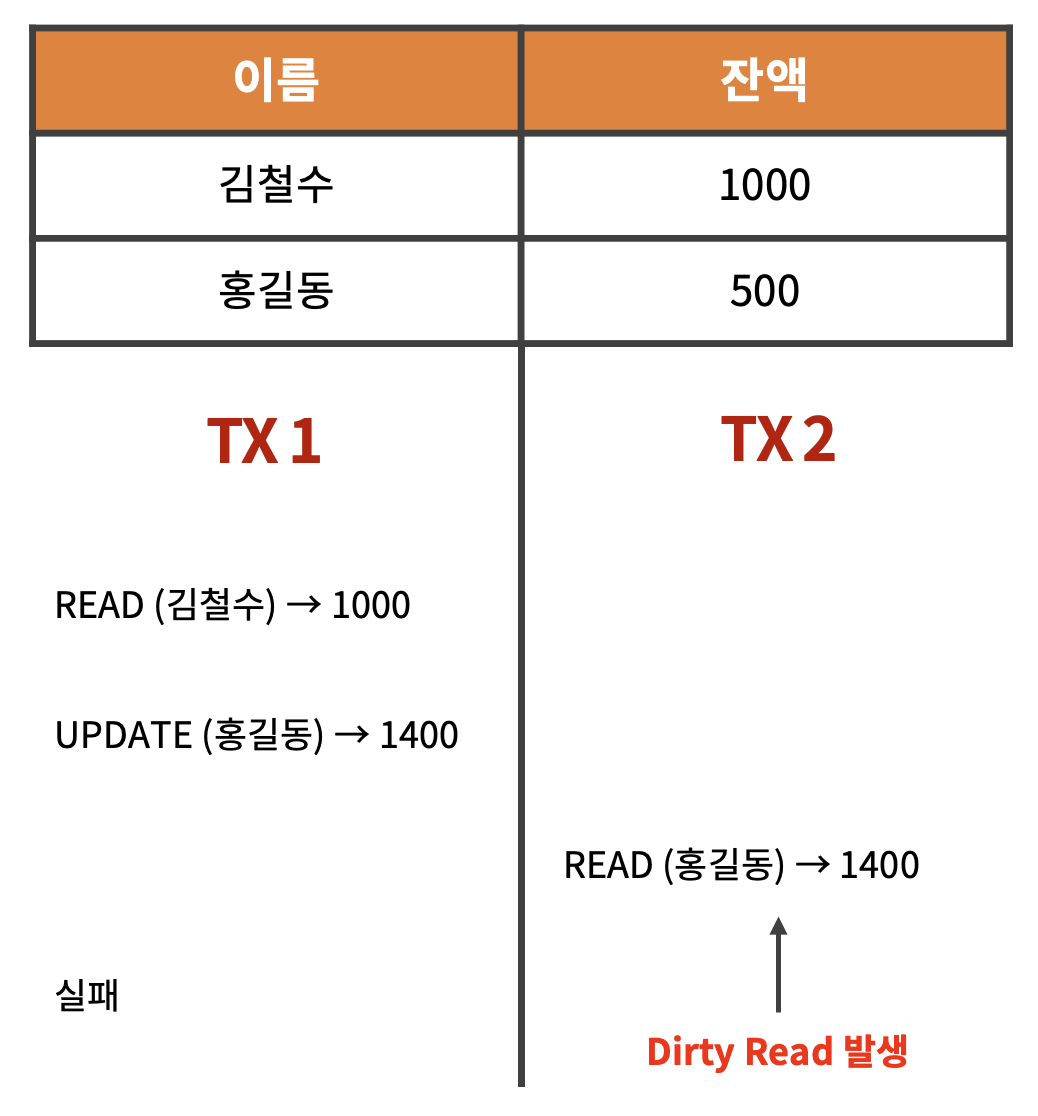 이름 잔액
김철수 1000
홍길동 500
TX 1 TX 2
READ (김철수) → 1000
UPDATE (홍길동) → 1400
READ (홍길동) → 1400
실패
Dirty Read 발생